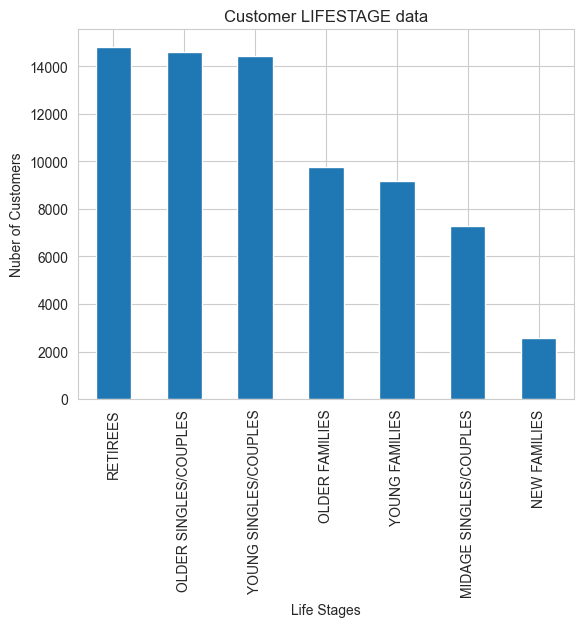 Customer LIFESTAGE data
Nuber of Customers
14000
12000
10000
8000
6000
4000
2000
0
RETIREES
OLDER SINGLES/COUPLES
YOUNG SINGLES/COUPLES
OLDER FAMILIES
YOUNG FAMILIES
MIDAGE SINGLES/COUPLES
NEW FAMILIES
Life Stages